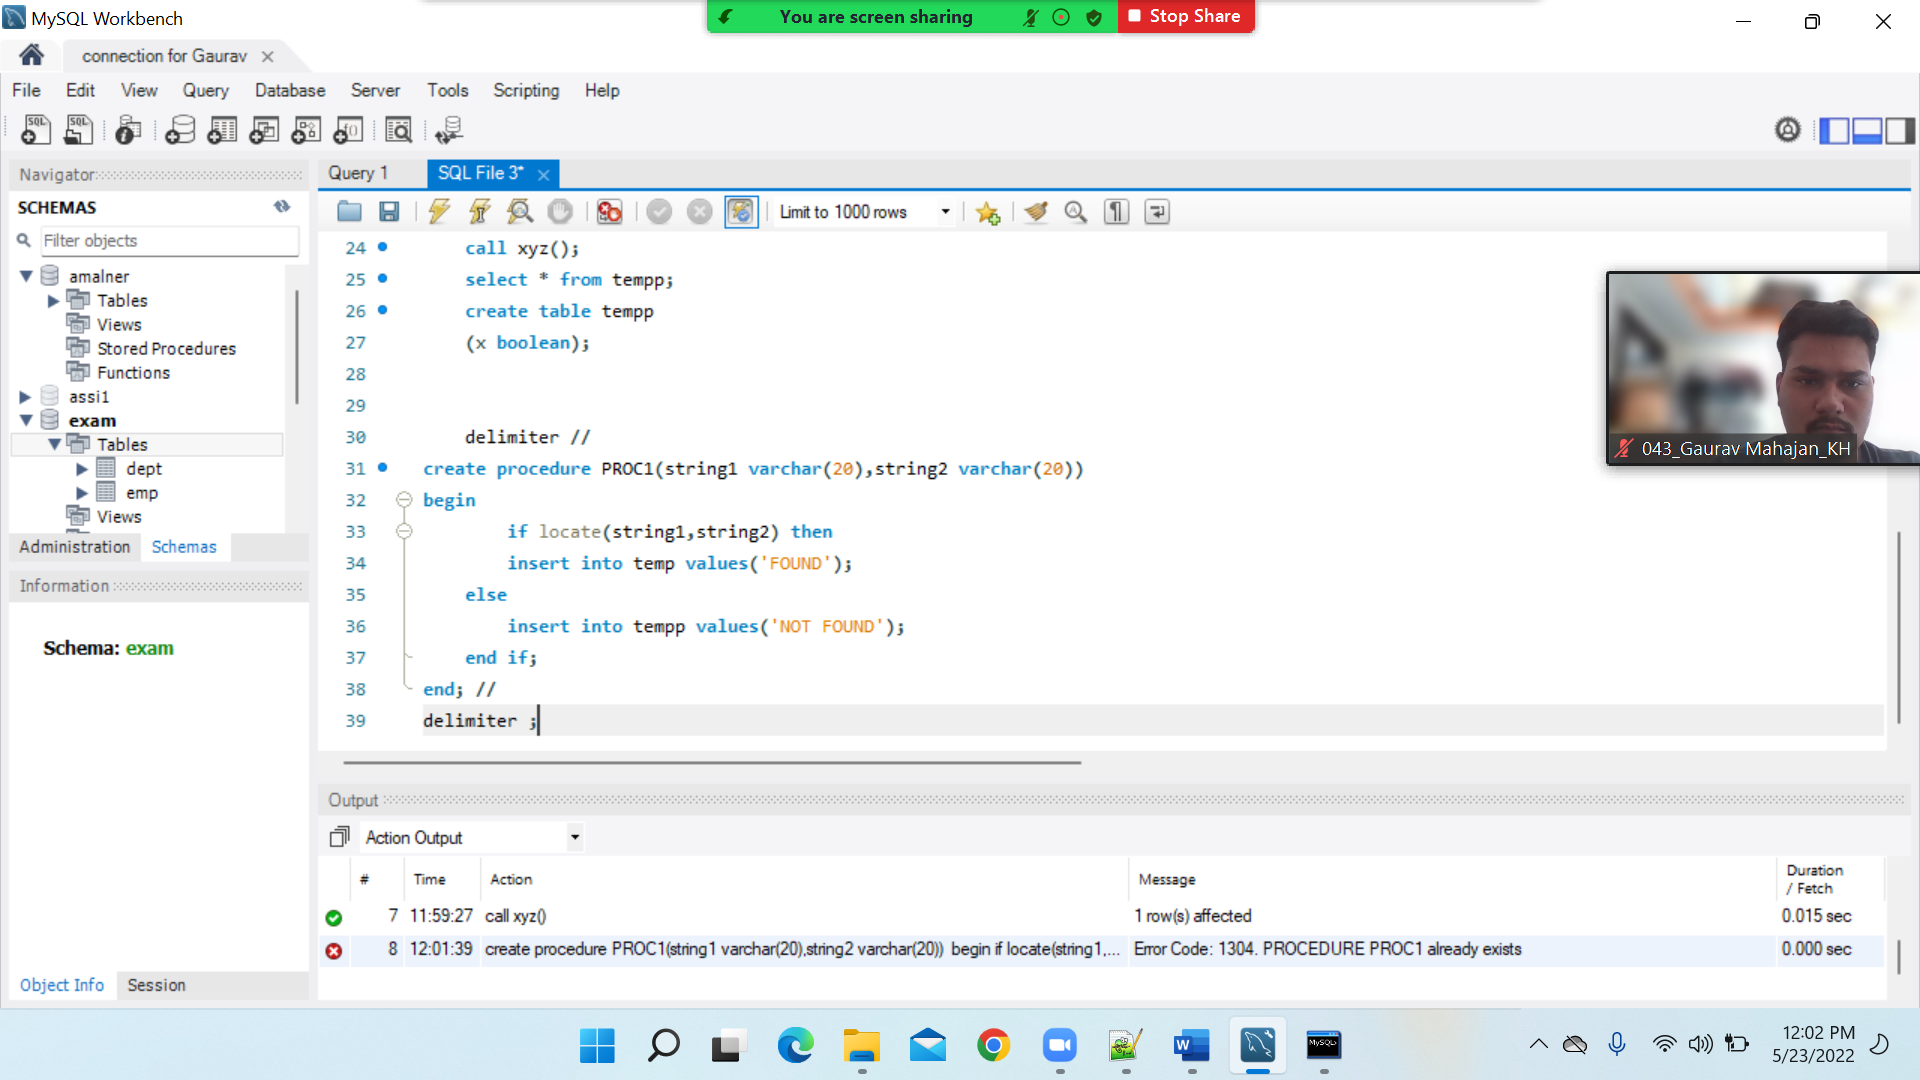 MySQL Workbench
You are screen sharing
Stop Share
connection for Gaurav
File Edit View Query Database Server Tools Scripting Help
Navigator
SCHEMAS
Filter objects
amalner
Tables
Views
Stored Procedures
Functions
assi1
exam
Tables
dept
emp
Views
Administration Schemas
Information
Schema: exam
Object Info Session
Query 1 SQL File 3*
Limit to 1000 rows
24 call xyz();
25 select * from tempp;
26 create table tempp
27 (x boolean);
28
29
30 delimiter //
31 create procedure PROC1(string1 varchar(20),string2 varchar(20))
32 begin
33 if locate(string1,string2) then
34 insert into temp values('FOUND');
35 else
36 insert into tempp values('NOT FOUND');
37 end if;
38 end; //
39 delimiter ;
043_Gaurav Mahajan_KH
Output
Action Output
# Time Action Message Duration / Fetch
7 11:59:27 call xyz() 1 row(s) affected 0.015 sec
8 12:01:39 create procedure PROC1(string1 varchar(20),string2 varchar(20)) begin if locate(string1,... Error Code: 1304. PROCEDURE PROC1 already exists 0.000 sec
12:02 PM
5/23/2022